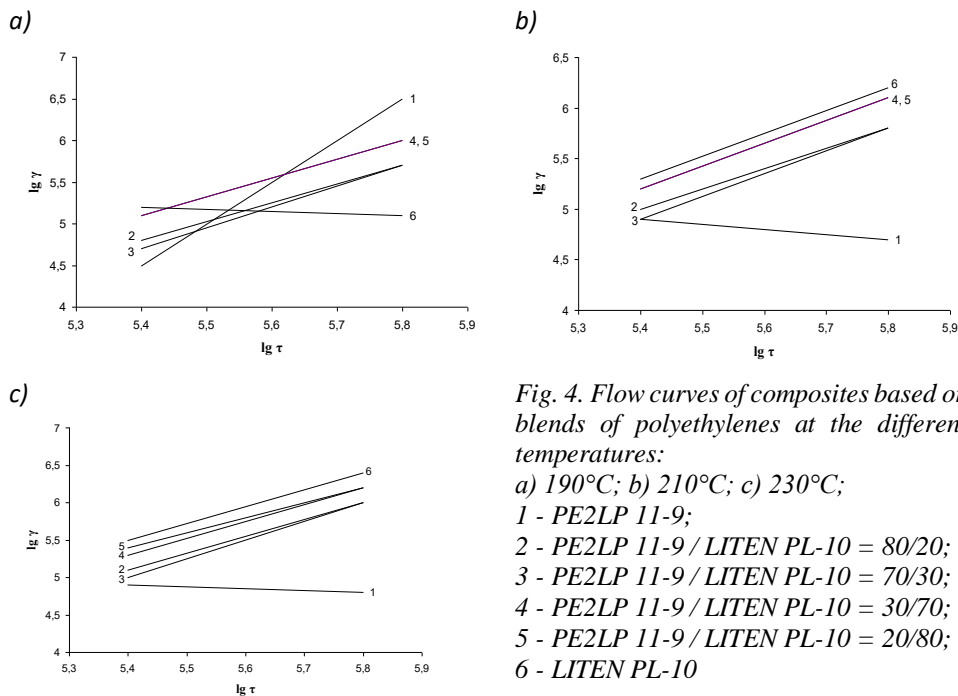 a)
7
6,5
6
5,5
5
4,5
4
lg γ
1
4, 5
6
2
3
5,3 5,4 5,5 5,6 5,7 5,8 5,9
lg τ
b)
6,5
6
5,5
5
4,5
4
lg γ
6
4, 5
2
3
1
5,3 5,4 5,5 5,6 5,7 5,8 5,9
lg τ
c)
7
6,5
6
5,5
5
4,5
4
lg γ
6
5
4
2
3
1
5,3 5,4 5,5 5,6 5,7 5,8 5,9
lg τ
Fig. 4. Flow curves of composites based on
blends of polyethylenes at the different
temperatures:
a) 190°C; b) 210°C; c) 230°C;
1 - PE2LP 11-9;
2 - PE2LP 11-9 / LITEN PL-10 = 80/20;
3 - PE2LP 11-9 / LITEN PL-10 = 70/30;
4 - PE2LP 11-9 / LITEN PL-10 = 30/70;
5 - PE2LP 11-9 / LITEN PL-10 = 20/80;
6 - LITEN PL-10